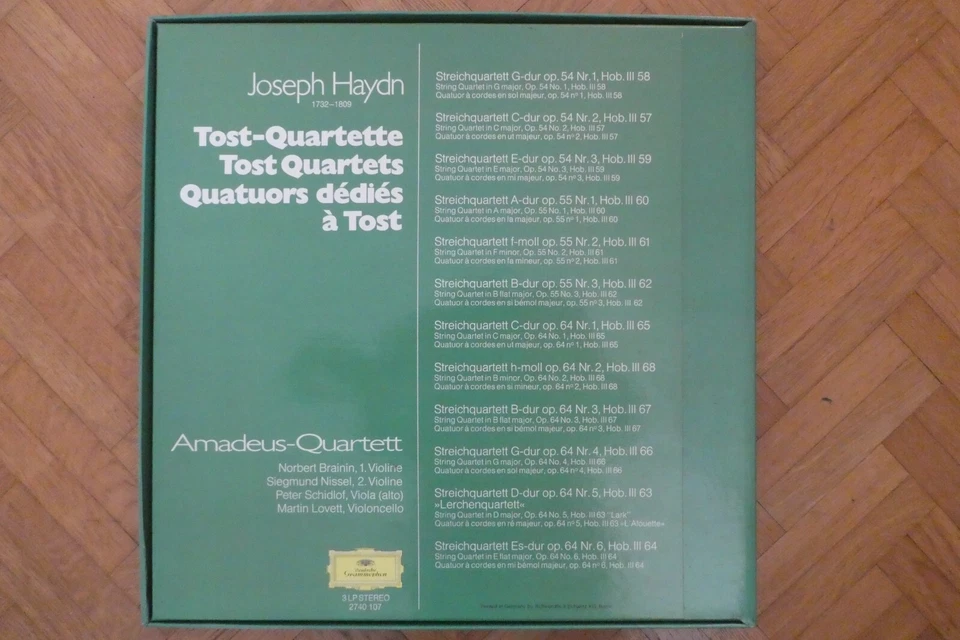 Joseph Haydn
1732–1809
Tost-Quartette
Tost Quartets
Quatuors dédiés
à Tost
Amadeus-Quartett
Norbert Brainin, 1. Violine
Siegmund Nissel, 2. Violine
Peter Schidlof, Viola (alto)
Martin Lovett, Violoncello
Deutsche
Grammophon
3 LP STEREO
2740 107
Streichquartett G-dur op. 54 Nr. 1, Hob. III 58
String Quartet in G major, Op. 54 No. 1, Hob. III 58
Quatuor à cordes en sol majeur, op. 54 nº 1, Hob. III 58
Streichquartett C-dur op. 54 Nr. 2, Hob. III 57
String Quartet in C major, Op. 54 No. 2, Hob. III 57
Quatuor à cordes en ut majeur, op. 54 nº 2, Hob. III 57
Streichquartett E-dur op. 54 Nr. 3, Hob. III 59
String Quartet in E major, Op. 54 No. 3, Hob. III 59
Quatuor à cordes en mi majeur, op. 54 nº 3, Hob. III 59
Streichquartett A-dur op. 55 Nr. 1, Hob. III 60
String Quartet in A major, Op. 55 No. 1, Hob. III 60
Quatuor à cordes en la majeur, op. 55 nº 1, Hob. III 60
Streichquartett f-moll op. 55 Nr. 2, Hob. III 61
String Quartet in F minor, Op. 55 No. 2, Hob. III 61
Quatuor à cordes en fa mineur, op. 55 nº 2, Hob. III 61
Streichquartett B-dur op. 55 Nr. 3, Hob. III 62
String Quartet in B flat major, Op. 55 No. 3, Hob. III 62
Quatuor à cordes en si bémol majeur, op. 55 nº 3, Hob. III 62
Streichquartett C-dur op. 64 Nr. 1, Hob. III 65
String Quartet in C major, Op. 64 No. 1, Hob. III 65
Quatuor à cordes en ut majeur, op. 64 nº 1, Hob. III 65
Streichquartett h-moll op. 64 Nr. 2, Hob. III 68
String Quartet in B minor, Op. 64 No. 2, Hob. III 68
Quatuor à cordes en si mineur, op. 64 nº 2, Hob. III 68
Streichquartett B-dur op. 64 Nr. 3, Hob. III 67
String Quartet in B flat major, Op. 64 No. 3, Hob. III 67
Quatuor à cordes en si bémol majeur, op. 64 nº 3, Hob. III 67
Streichquartett G-dur op. 64 Nr. 4, Hob. III 66
String Quartet in G major, Op. 64 No. 4, Hob. III 66
Quatuor à cordes en sol majeur, op. 64 nº 4, Hob. III 66
Streichquartett D-dur op. 64 Nr. 5, Hob. III 63
»Lerchenquartett«
String Quartet in D major, Op. 64 No. 5, Hob. III 63 "Lark"
Quatuor à cordes en ré majeur, op. 64 nº 5, Hob. III 63 «L'Alouette»
Streichquartett Es-dur op. 64 Nr. 6, Hob. III 64
String Quartet in E flat major, Op. 64 No. 6, Hob. III 64
Quatuor à cordes en mi bémol majeur, op. 64 nº 6, Hob. III 64